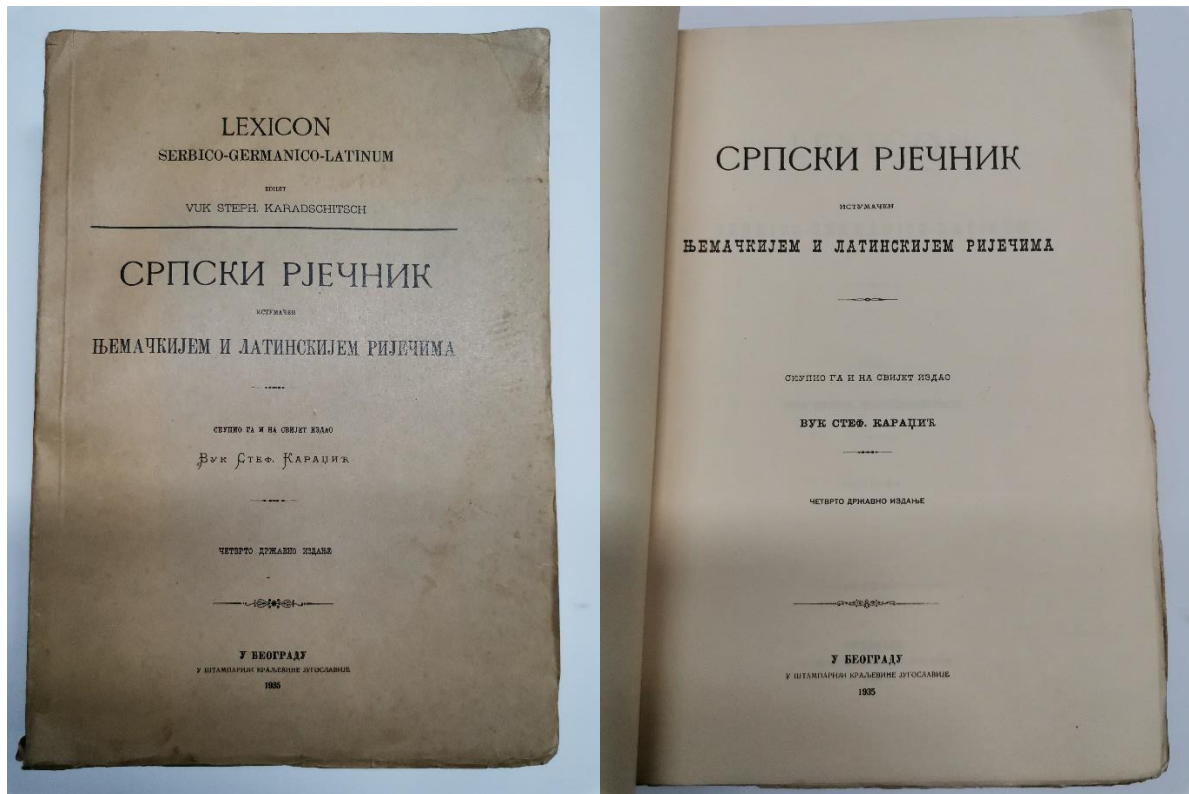 LEXICON
SERBICO-GERMANICO-LATINUM
EDIDIT
VUK STEPH. KARADSCHITSCH
СРПСКИ РЈЕЧНИК
ИСТУМАЧЕН
ЊЕМАЧКИЈЕМ И ЛАТИНСКИЈЕМ РИЈЕЧИМА
СКУПИО ГА И НА СВИЈЕТ ИЗДАО
ВУК СТЕФ. КАРАЏИЋ
ЧЕТВРТО ДРЖАВНО ИЗДАЊЕ
У БЕОГРАДУ
У ШТАМПАРИЈИ КРАЉЕВИНЕ ЈУГОСЛАВИЈЕ
1935
СРПСКИ РЈЕЧНИК
ИСТУМАЧЕН
ЊЕМАЧКИЈЕМ И ЛАТИНСКИЈЕМ РИЈЕЧИМА
СКУПИО ГА И НА СВИЈЕТ ИЗДАО
ВУК СТЕФ. КАРАЏИЋ
ЧЕТВРТО ДРЖАВНО ИЗДАЊЕ
У БЕОГРАДУ
У ШТАМПАРИЈИ КРАЉЕВИНЕ ЈУГОСЛАВИЈЕ
1935